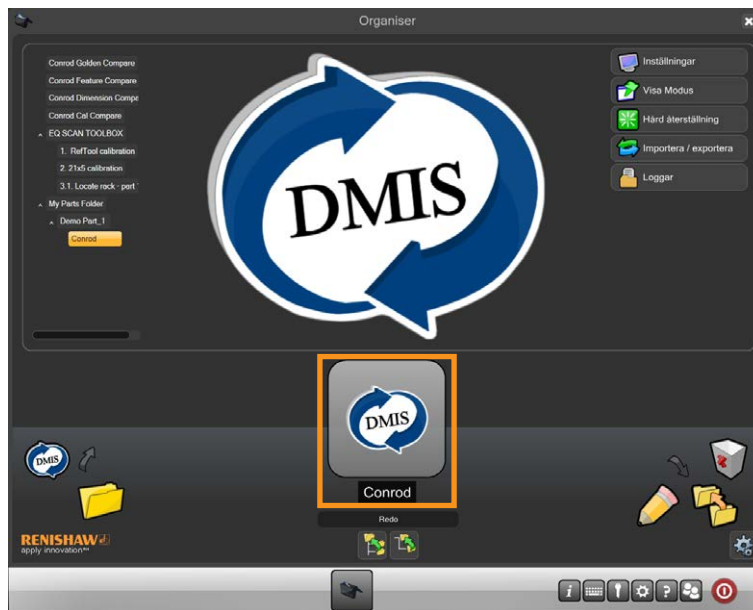 Organiser
Conrod Golden Compare
Conrod Feature Compare
Conrod Dimension Compa
Conrod Cal Compare
EQ SCAN TOOLBOX
1. RefTool calibration
2. 21x5 calibration
3.1. Locate rack - part
My Parts Folder
Demo Part_1
Conrod
DMIS
Inställningar
Visa Modus
Hård återställning
Importera / exportera
Loggar
DMIS
Conrod
Redo
DMIS
RENISHAW
apply innovation™